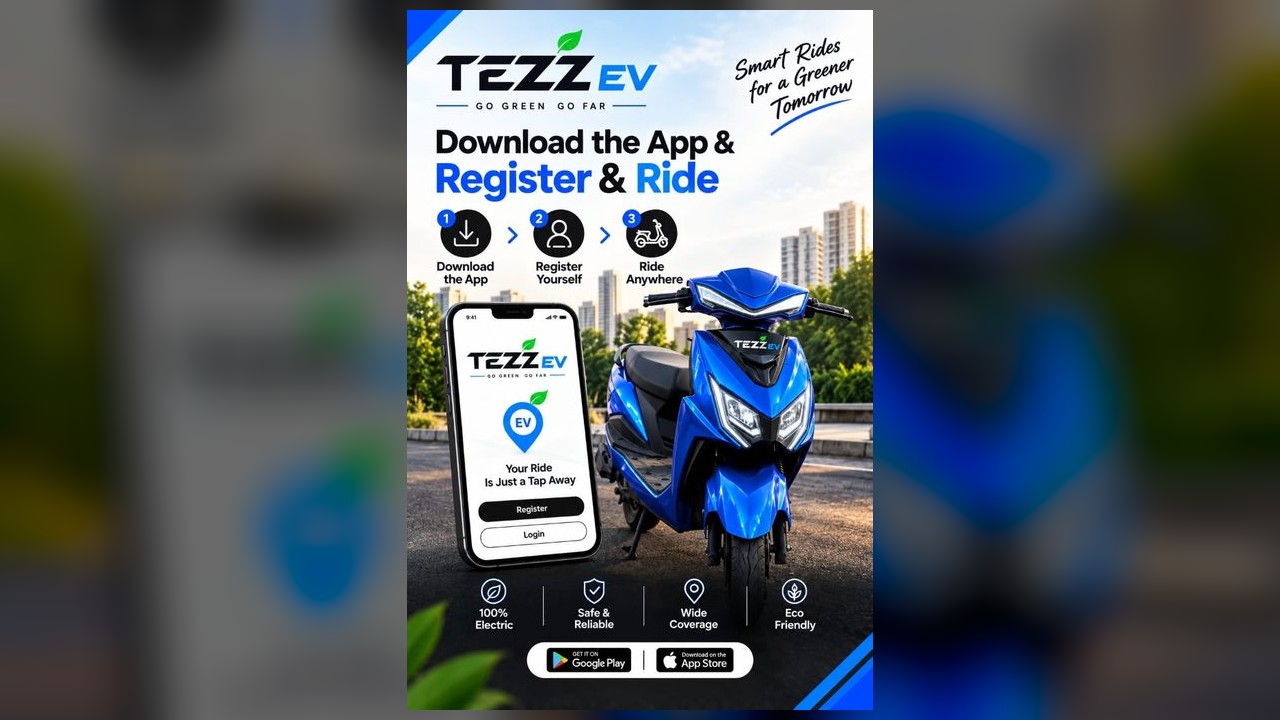 TEZZ EV
GO GREEN GO FAR
Smart Rides
for a Greener
Tomorrow
Download the App &
Register & Ride
1
2
3
Download
the App
Register
Yourself
Ride
Anywhere
9:41
TEZZ EV
GO GREEN GO FAR
EV
Your Ride
Is Just a Tap Away
Register
Login
TEZZ EV
100%
Electric
Safe &
Reliable
Wide
Coverage
Eco
Friendly
GET IT ON
Google Play
Download on the
App Store